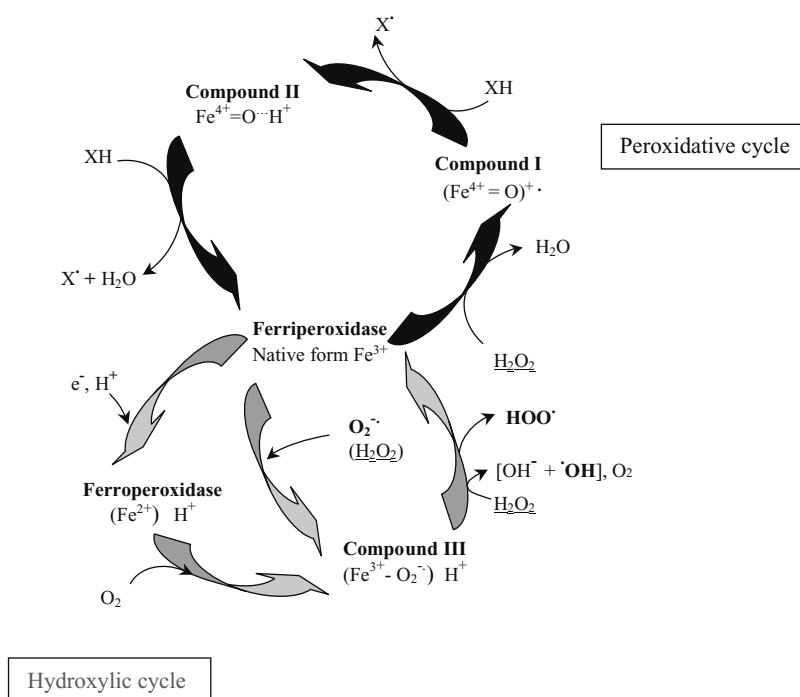 X•
XH
Compound II
Fe⁴⁺=O···H⁺
Peroxidative cycle
XH
Compound I
(Fe⁴⁺ = O)⁺ •
H₂O
X• + H₂O
Ferriperoxidase
Native form Fe³⁺
H₂O₂
e⁻, H⁺
O₂⁻•
(H₂O₂)
HOO•
[OH⁻ + •OH], O₂
H₂O₂
Ferroperoxidase
(Fe²⁺) H⁺
Compound III
(Fe³⁺- O₂⁻•) H⁺
O₂
Hydroxylic cycle